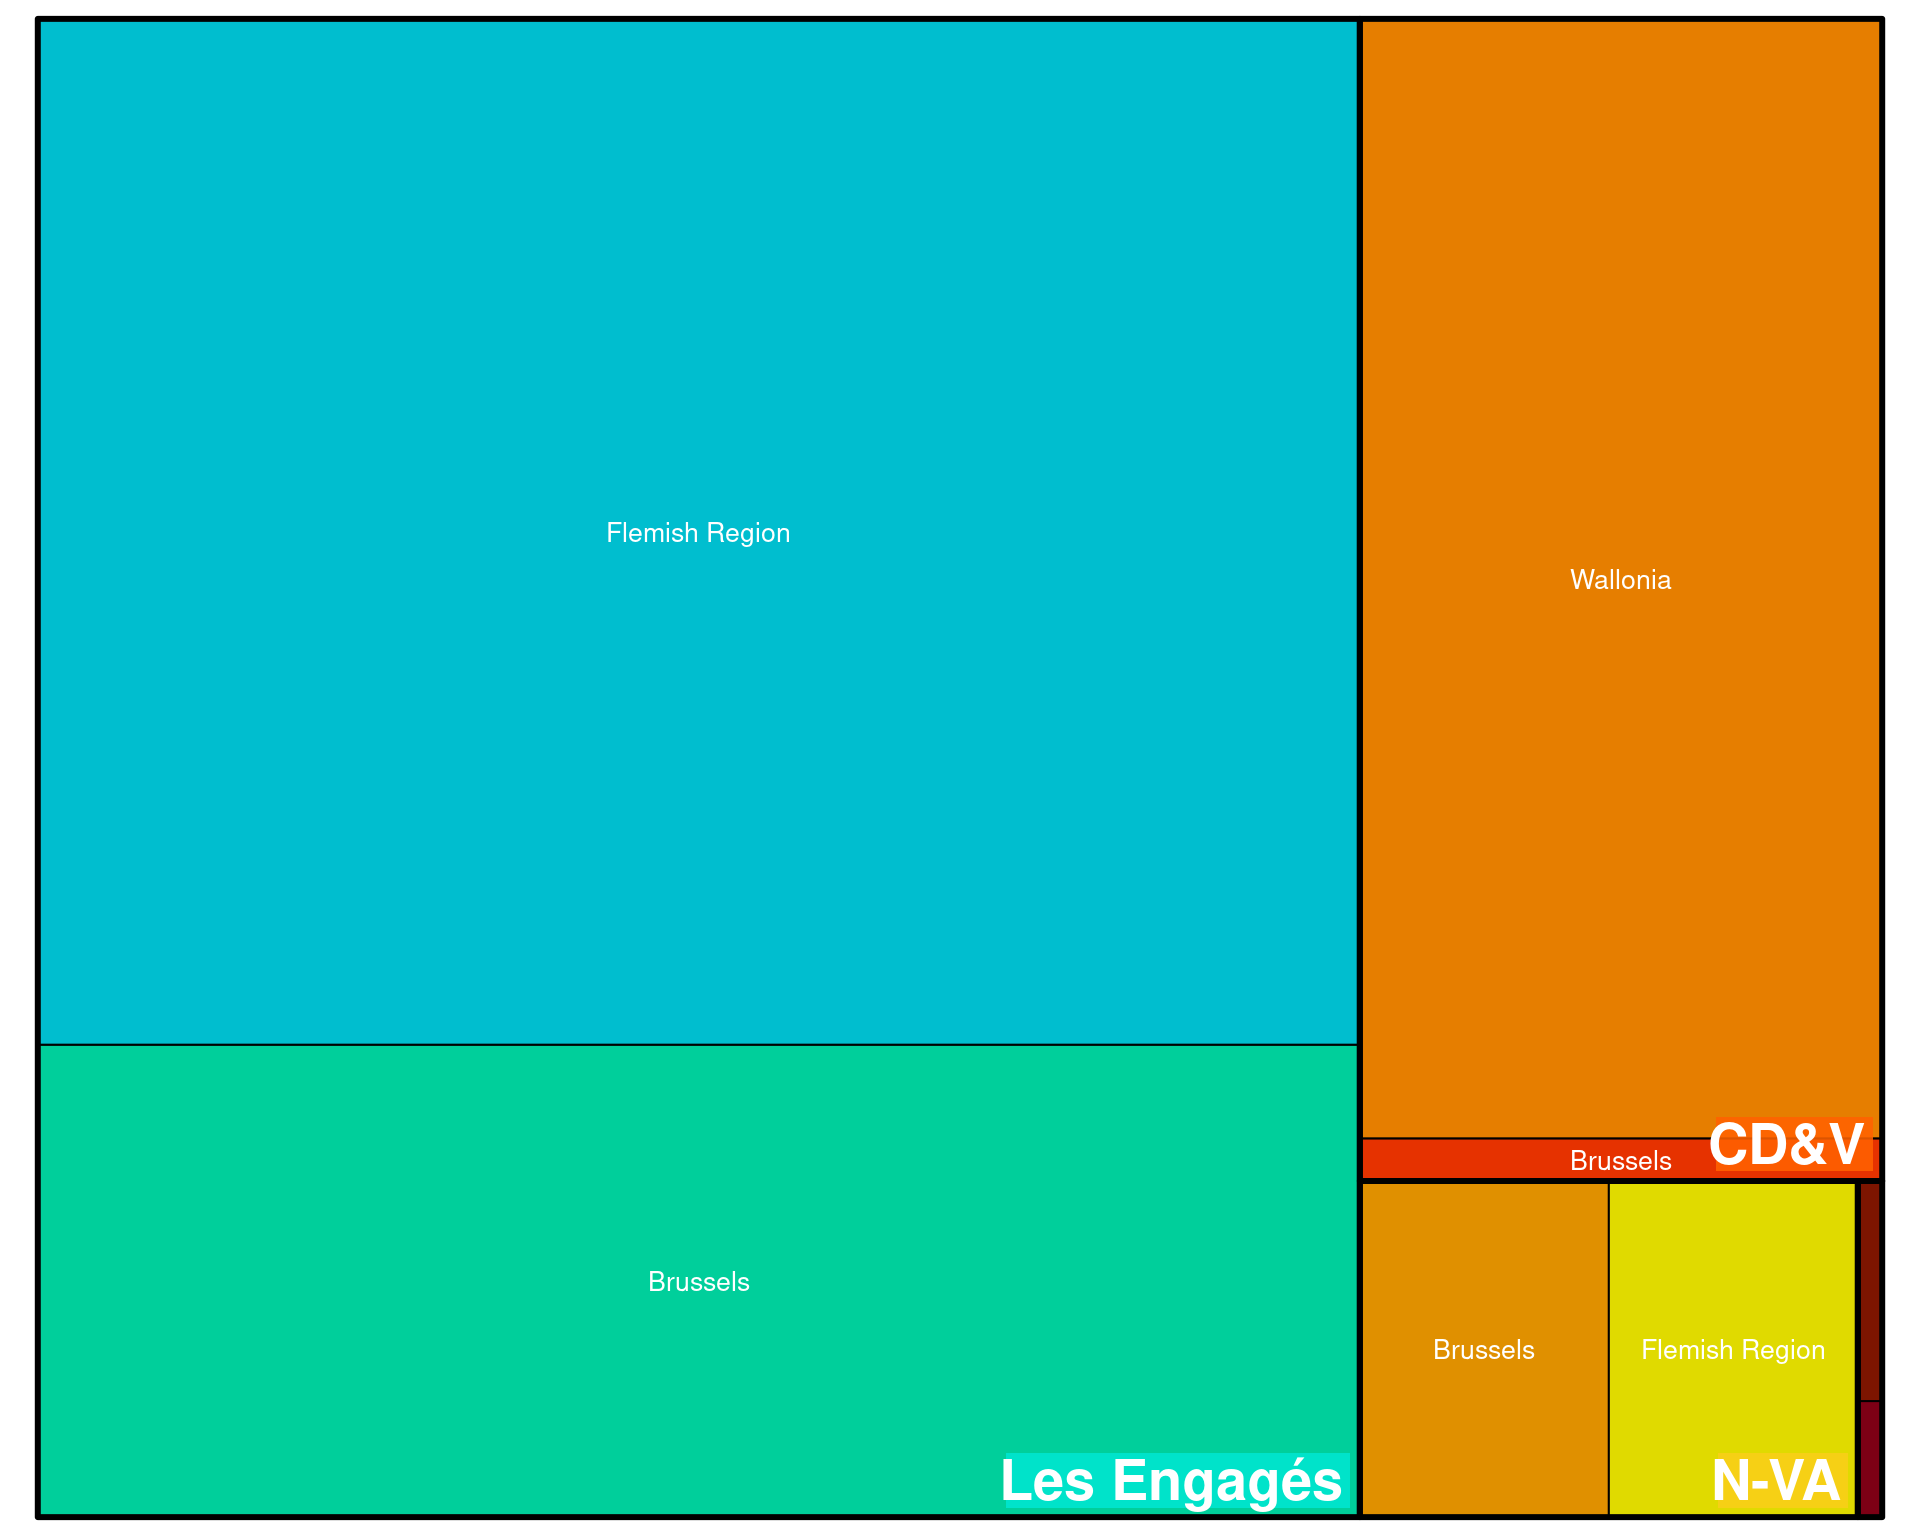 Flemish Region
Wallonia
CD&V
Brussels
Brussels
Brussels
Flemish Region
Les Engagés
N-VA